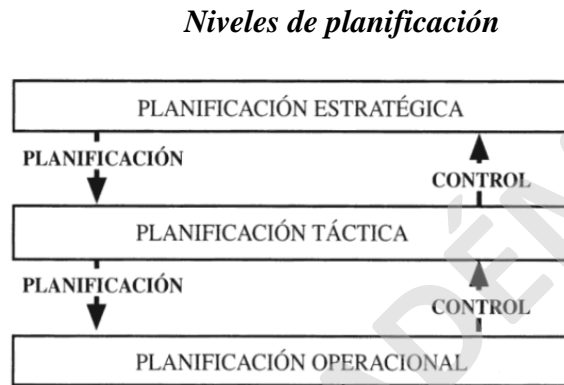 Niveles de planificación
PLANIFICACIÓN ESTRATÉGICA
PLANIFICACIÓN
CONTROL
PLANIFICACIÓN TÁCTICA
PLANIFICACIÓN
CONTROL
PLANIFICACIÓN OPERACIONAL